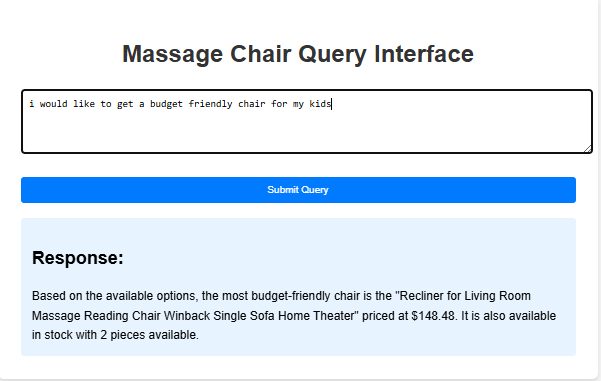 Massage Chair Query Interface
i would like to get a budget friendly chair for my kids
Submit Query
Response:
Based on the available options, the most budget-friendly chair is the "Recliner for Living Room
Massage Reading Chair Winback Single Sofa Home Theater" priced at $148.48. It is also available
in stock with 2 pieces available.